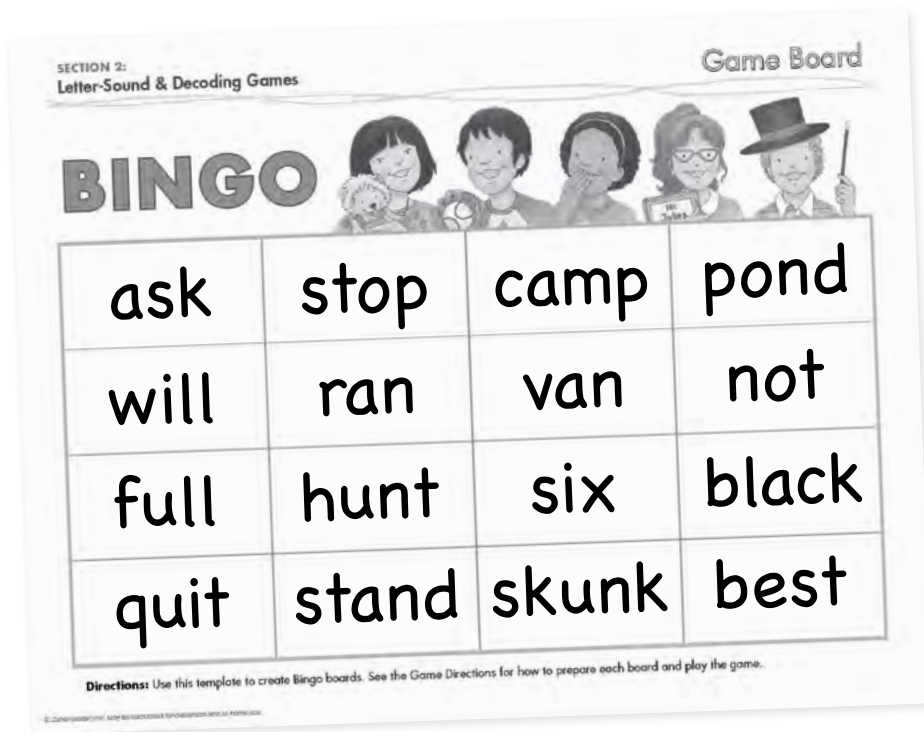 SECTION 2:
Letter-Sound & Decoding Games
Game Board
BINGO
ask stop camp pond
will ran van not
full hunt six black
quit stand skunk best
Directions: Use this template to create Bingo boards. See the Game Directions for how to prepare each board and play the game.